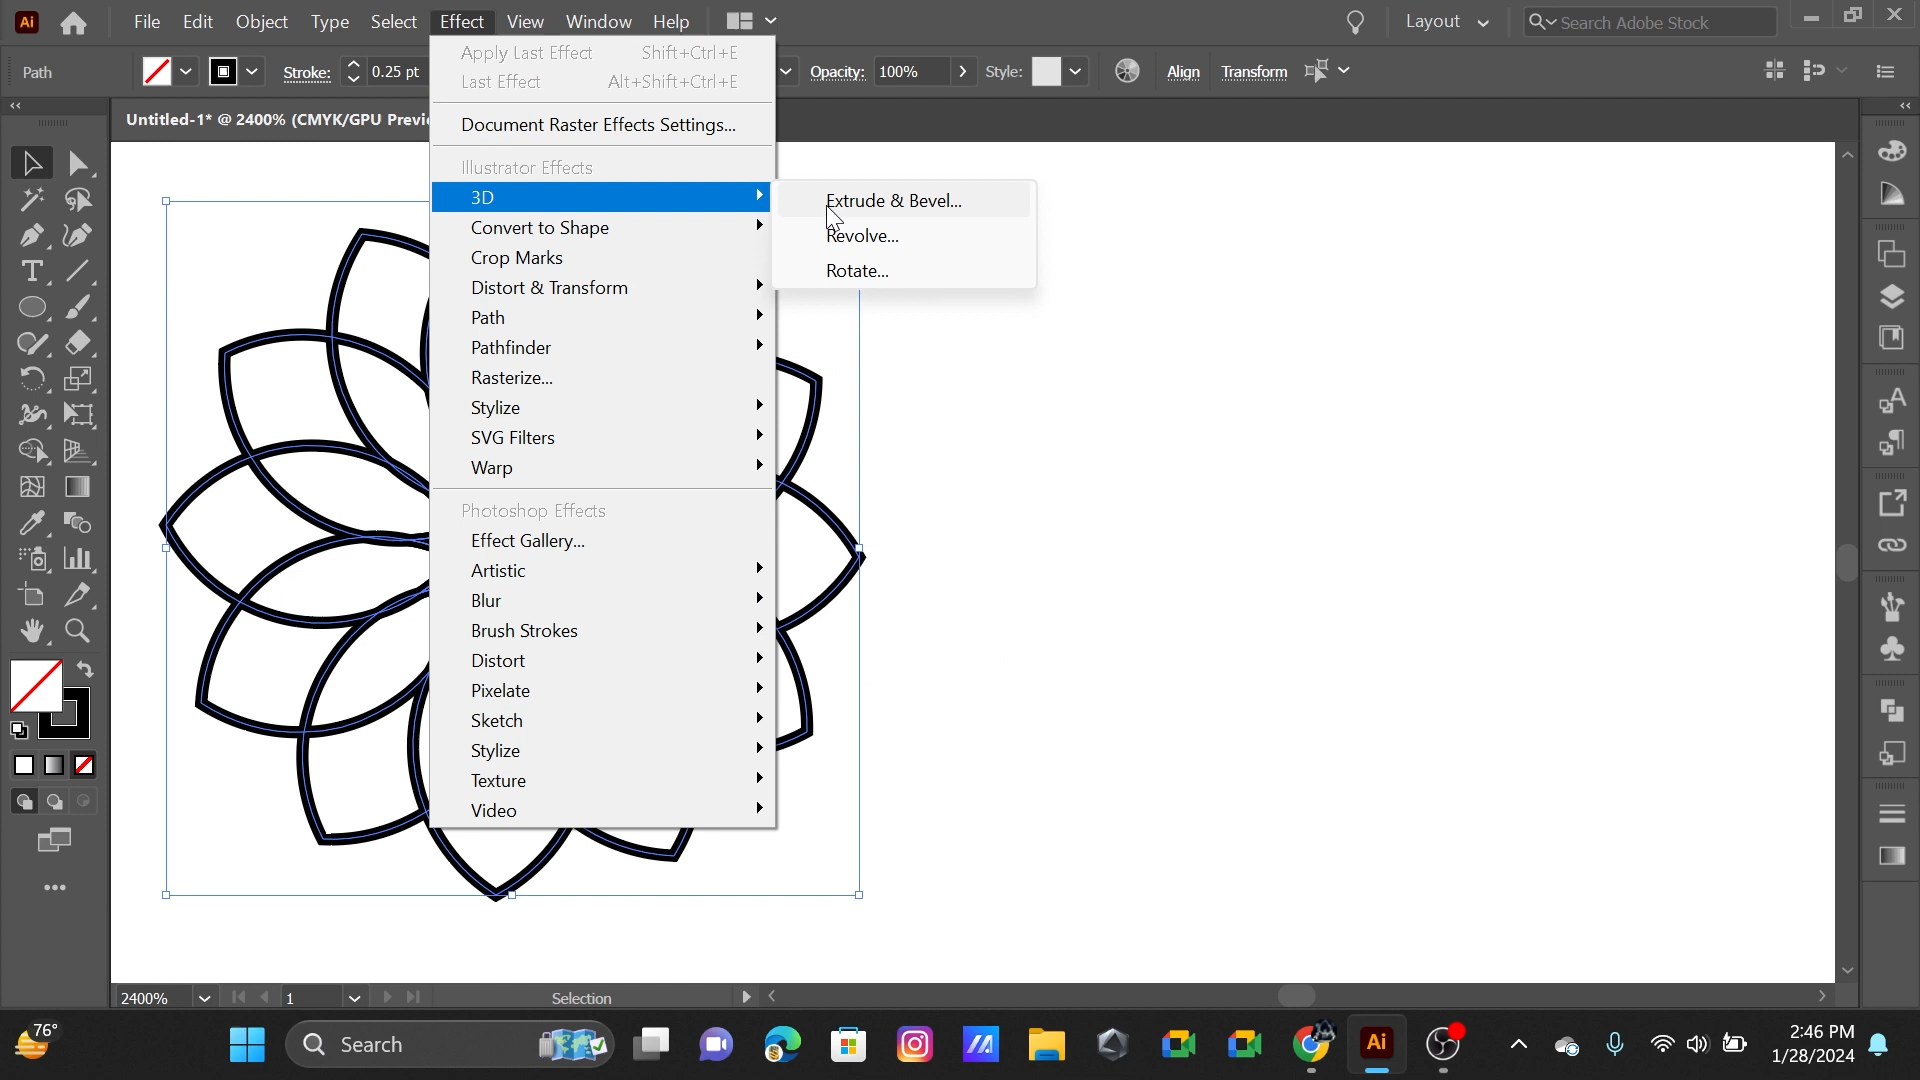 Ai File Edit Object Type Select Effect View Window Help Layout Search Adobe Stock
Path Stroke: 0.25 pt Opacity: 100% Style: Align Transform
Untitled-1* @ 2400% (CMYK/GPU Previ
Apply Last Effect Shift+Ctrl+E
Last Effect Alt+Shift+Ctrl+E
Document Raster Effects Settings...
Illustrator Effects
3D
Extrude & Bevel...
Revolve...
Rotate...
Convert to Shape
Crop Marks
Distort & Transform
Path
Pathfinder
Rasterize...
Stylize
SVG Filters
Warp
Photoshop Effects
Effect Gallery...
Artistic
Blur
Brush Strokes
Distort
Pixelate
Sketch
Stylize
Texture
Video
2400% 1 Selection
76° Search Ai 2:46 PM
1/28/2024